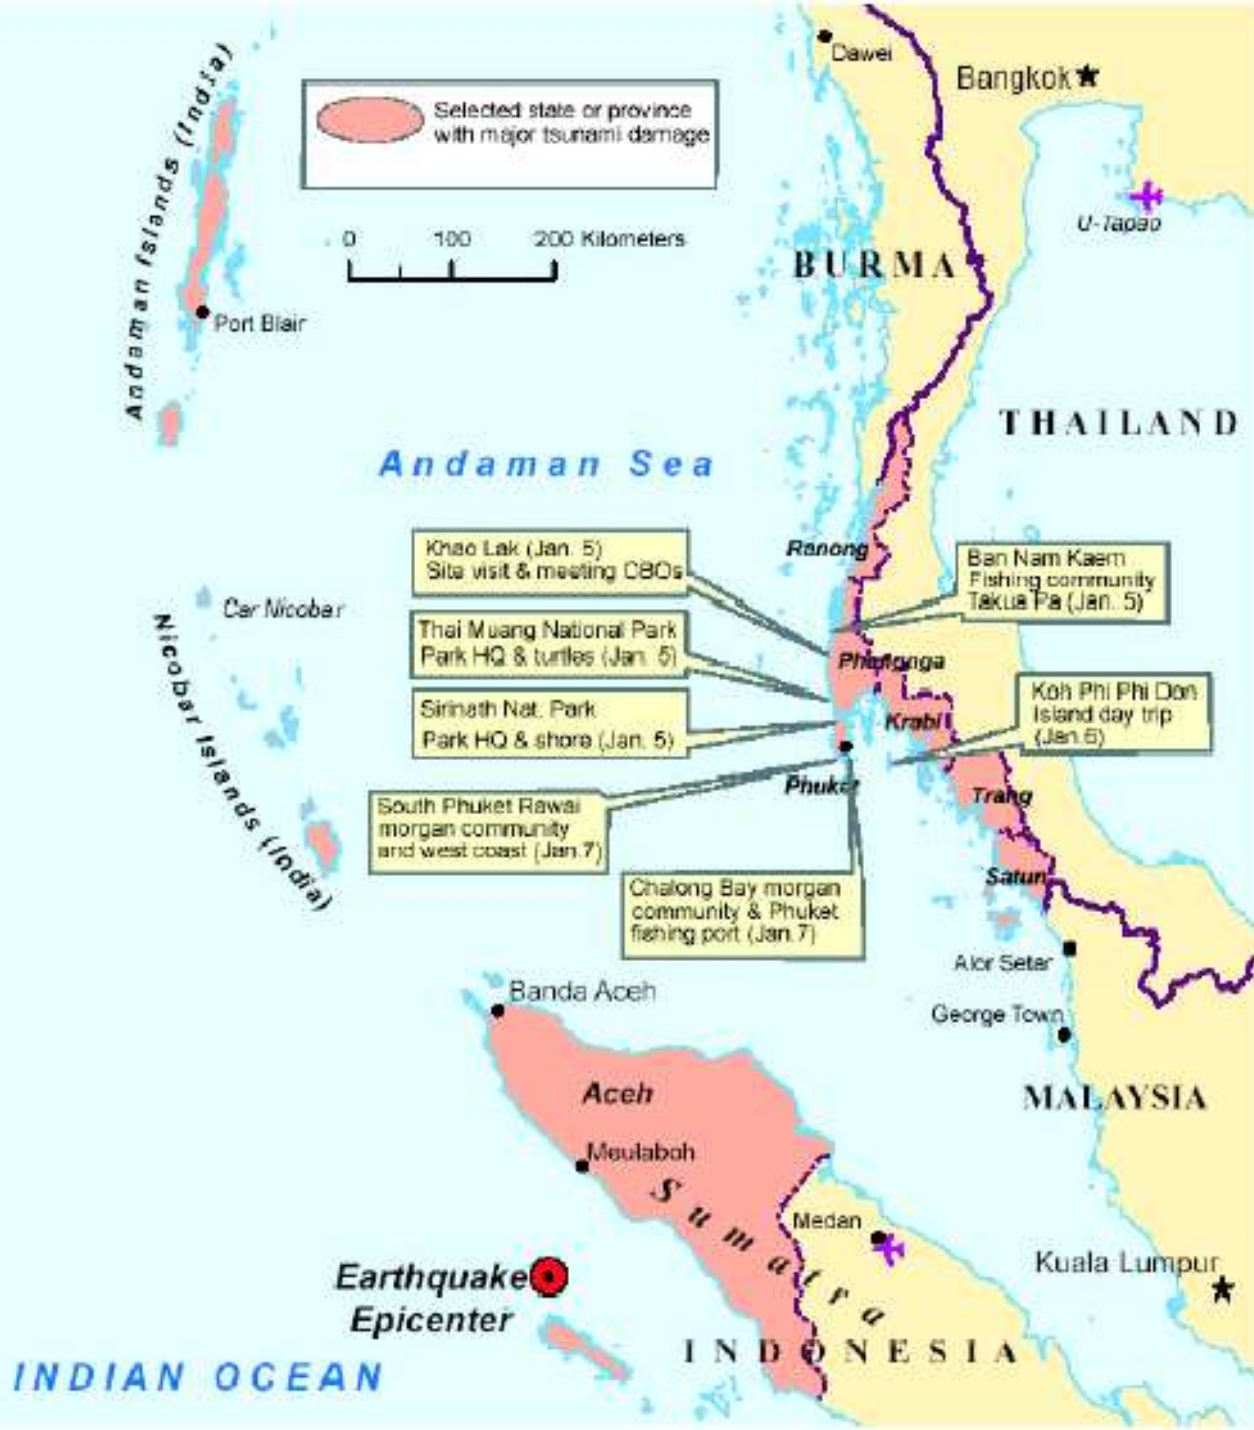 Dawei
Bangkok
Selected state or province
with major tsunami damage
Andaman Islands (India)
0 100 200 Kilometers
U-Tapao
BURMA
Port Blair
THAILAND
Andaman Sea
Khao Lak (Jan. 5)
Site visit & meeting CBOs
Ranong
Ban Nam Kaem
Fishing community
Takua Pa (Jan. 5)
Car Nicobar
Nicobar Islands (India)
Thai Muang National Park
Park HQ & turtles (Jan. 5)
Phangnga
Koh Phi Phi Don
Island day trip
(Jan.6)
Sirinath Nat. Park
Park HQ & shore (Jan. 5)
Krabi
Phuket
Trang
South Phuket Rawai
morgan community
and west coast (Jan.7)
Satun
Chalong Bay morgan
community & Phuket
fishing port (Jan.7)
Alor Setar
Banda Aceh
George Town
Aceh
MALAYSIA
Meulaboh
Sumatra
Medan
Kuala Lumpur
Earthquake
Epicenter
INDONESIA
INDIAN OCEAN